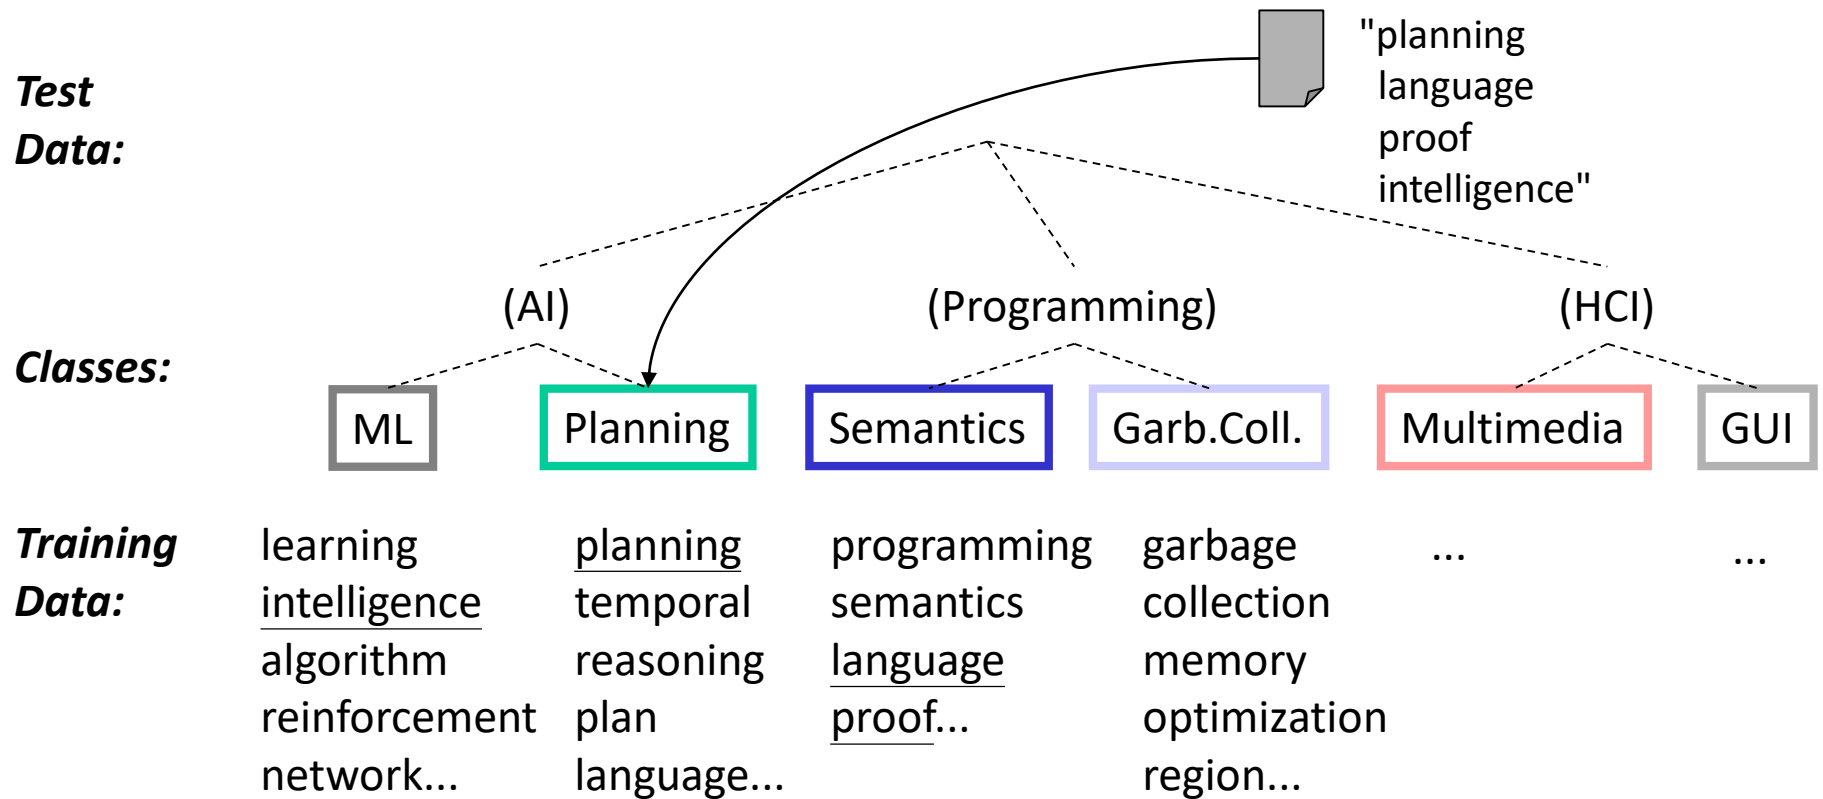 Test
Data:
"planning
language
proof
intelligence"
(AI)
(Programming)
(HCI)
Classes:
ML
Planning
Semantics
Garb.Coll.
Multimedia
GUI
Training
Data:
learning
intelligence
algorithm
reinforcement
network...
planning
temporal
reasoning
plan
language...
programming
semantics
language
proof...
garbage
collection
memory
optimization
region...
...
...